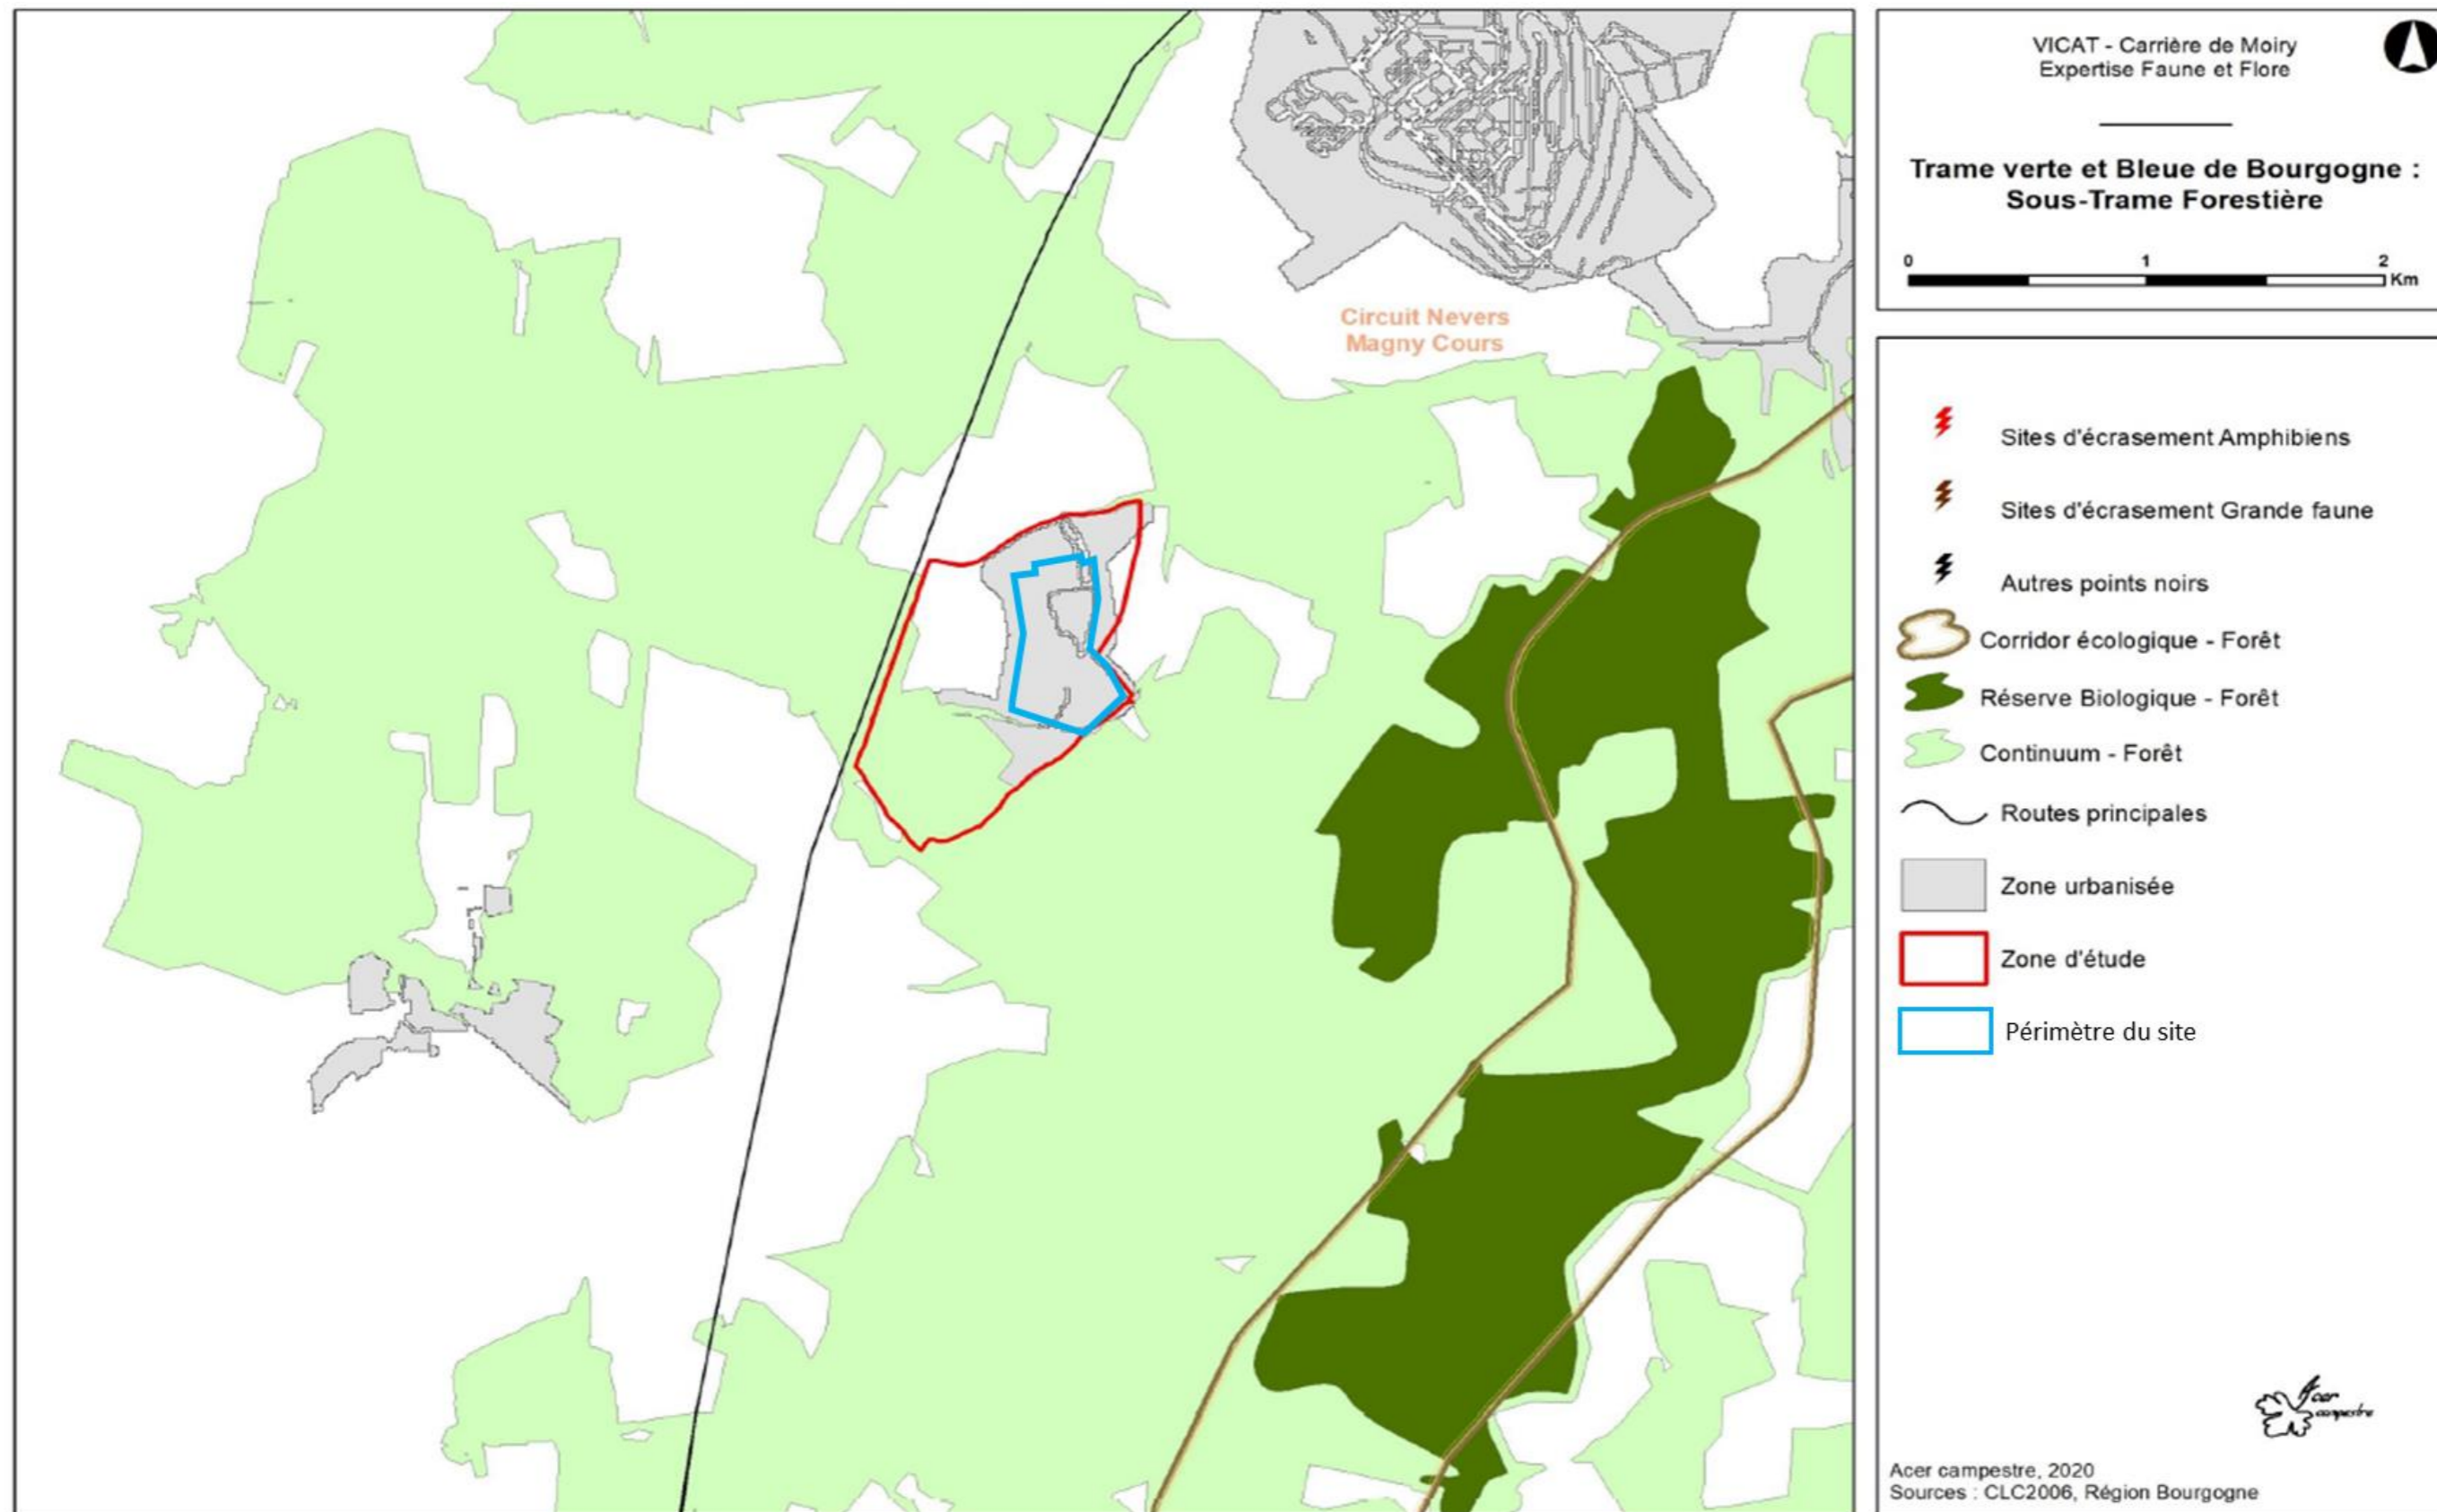 VICAT - Carrière de Moiry
Expertise Faune et Flore
Trame verte et Bleue de Bourgogne :
Sous-Trame Forestière
0 1 2
Km
Circuit Nevers
Magny Cours
Sites d'écrasement Amphibiens
Sites d'écrasement Grande faune
Autres points noirs
Corridor écologique - Forêt
Réserve Biologique - Forêt
Continuum - Forêt
Routes principales
Zone urbanisée
Zone d'étude
Périmètre du site
Acer
campestre
Acer campestre, 2020
Sources : CLC2006, Région Bourgogne